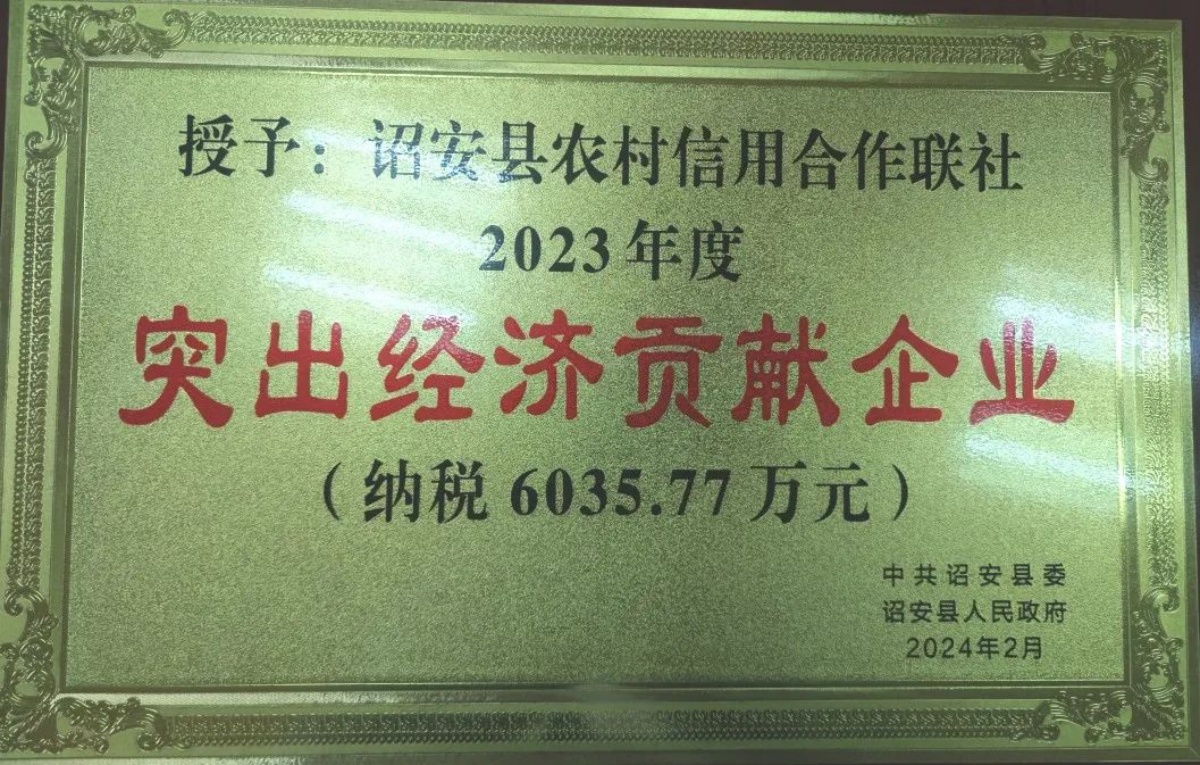 授予：诏安县农村信用合作联社
2023年度
突出经济贡献企业
（纳税6035.77万元）
中共诏安县委
诏安县人民政府
2024年2月